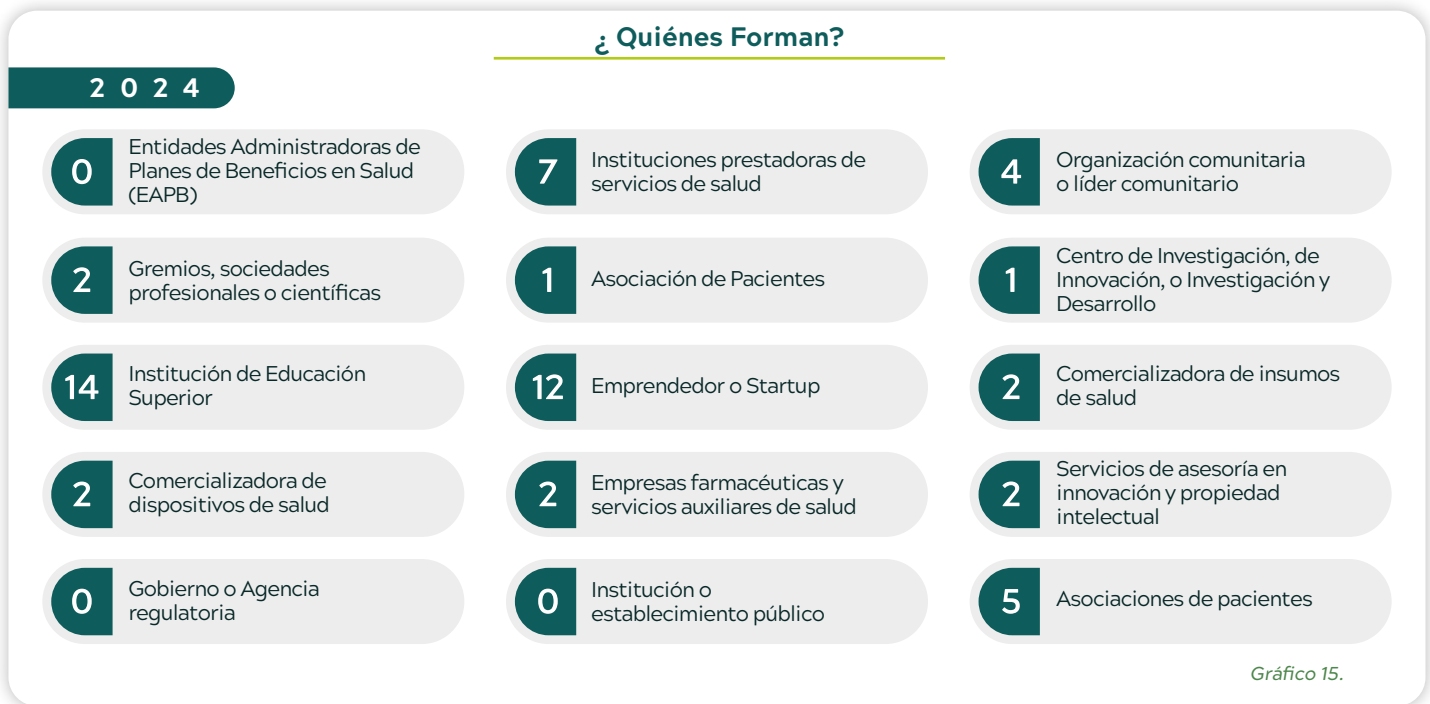 ¿ Quiénes Forman?
2 0 2 4
0
Entidades Administradoras de
Planes de Beneficios en Salud
(EAPB)
7
Instituciones prestadoras de
servicios de salud
4
Organización comunitaria
o líder comunitario
2
Gremios, sociedades
profesionales o científicas
1
Asociación de Pacientes
1
Centro de Investigación, de
Innovación, o Investigación y
Desarrollo
14
Institución de Educación
Superior
12
Emprendedor o Startup
2
Comercializadora de insumos
de salud
2
Comercializadora de
dispositivos de salud
2
Empresas farmacéuticas y
servicios auxiliares de salud
2
Servicios de asesoría en
innovación y propiedad
intelectual
0
Gobierno o Agencia
regulatoria
0
Institución o
establecimiento público
5
Asociaciones de pacientes
Gráfico 15.